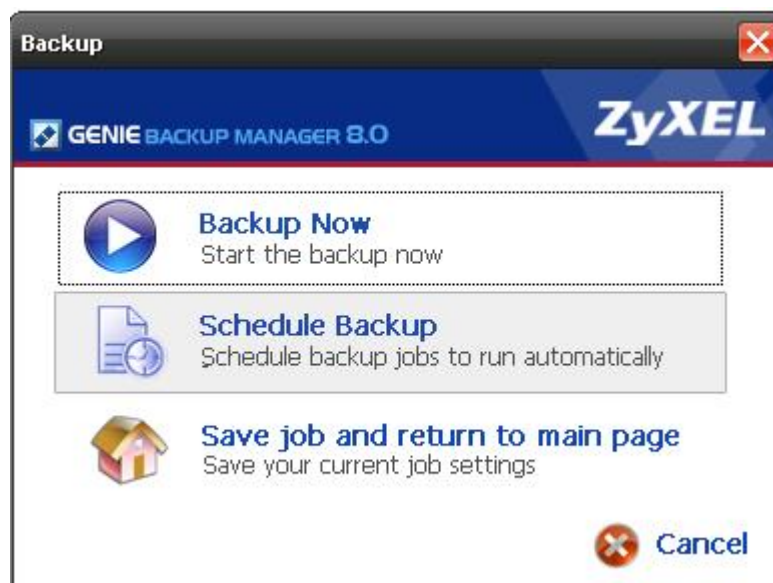 Backup
GENIE BACKUP MANAGER 8.0
ZyXEL
Backup Now
Start the backup now
Schedule Backup
Schedule backup jobs to run automatically
Save job and return to main page
Save your current job settings
Cancel